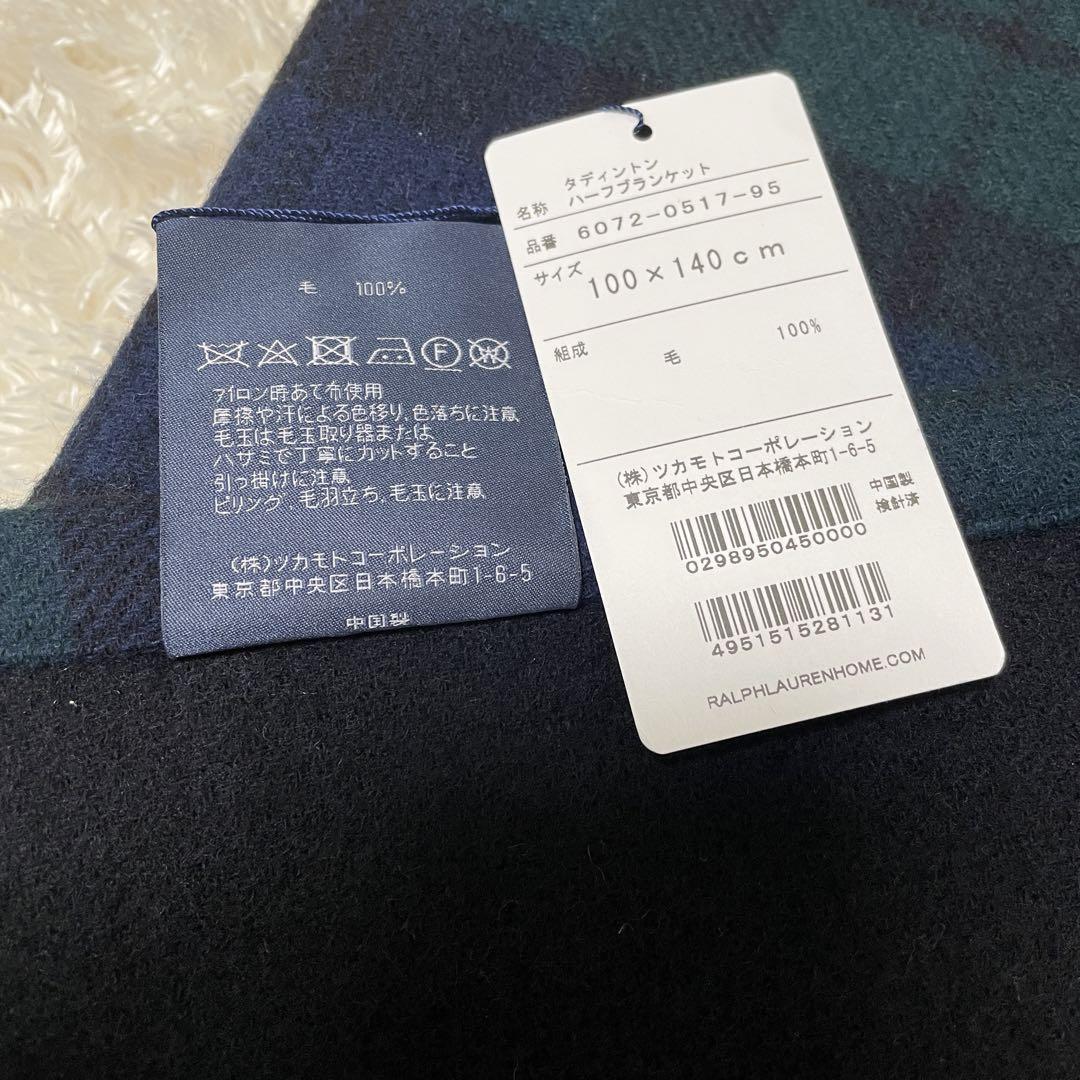 毛 100%
F W
アイロン時あて布使用
摩擦や汗による色移り、色落ちに注意
毛玉は毛玉取り器または、
ハサミで丁寧にカットすること
引っ掛けに注意
ピリング、毛羽立ち、毛玉に注意
(株)ツカモトコーポレーション
東京都中央区日本橋本町1-6-5
中国製
名称 タディントン
ハーフブランケット
品番 6072-0517-95
サイズ 100×140cm
組成 毛 100%
(株)ツカモトコーポレーション
東京都中央区日本橋本町1-6-5
中国製
検針済
0298950450000
4951515281131
RALPHLAURENHOME.COM